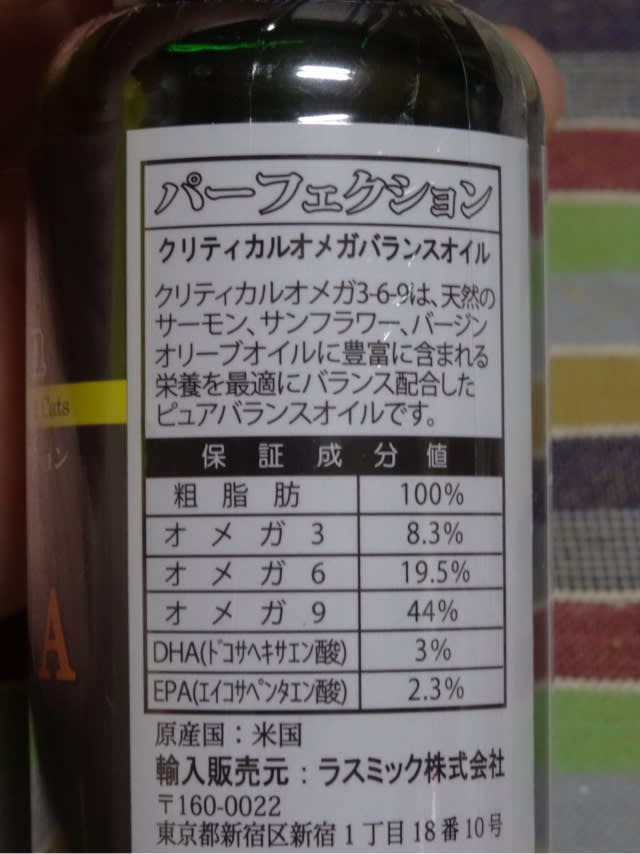 パーフェクション
クリティカルオメガバランスオイル
クリティカルオメガ3-6-9は、天然の
サーモン、サンフラワー、バージン
オリーブオイルに豊富に含まれる
栄養を最適にバランス配合した
ピュアバランスオイルです。
保証成分値
粗脂肪 100%
オメガ3 8.3%
オメガ6 19.5%
オメガ9 44%
DHA(ドコサヘキサエン酸) 3%
EPA(エイコサペンタエン酸) 2.3%
原産国：米国
輸入販売元：ラスミック株式会社
〒160-0022
東京都新宿区新宿1丁目18番10号
Cats
ョン
A